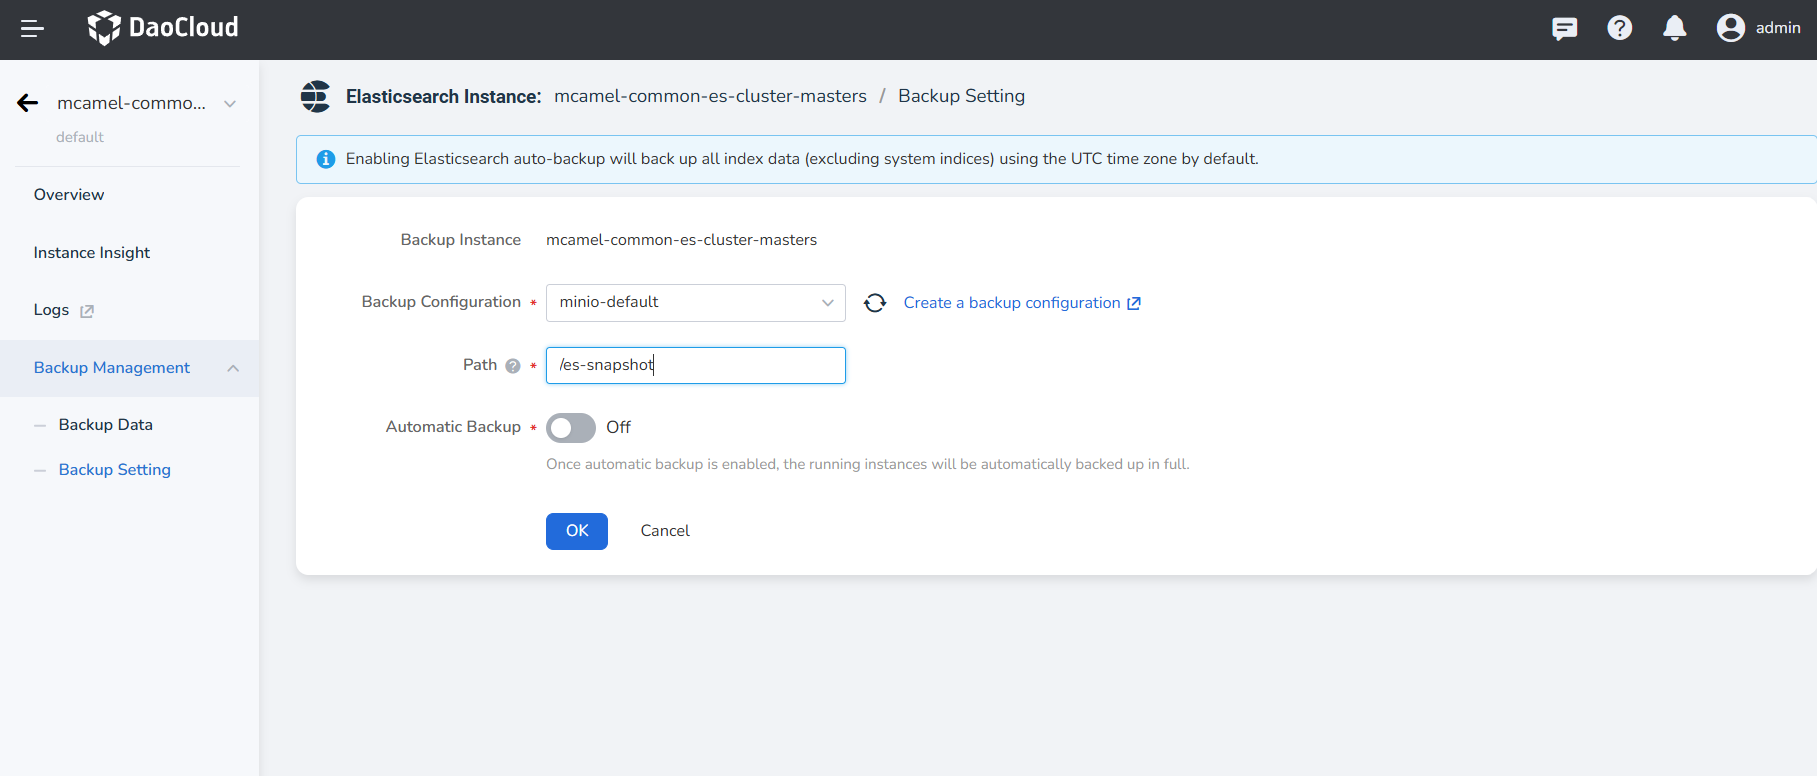 DaoCloud
admin
mcamel-commo...
default
Overview
Instance Insight
Logs
Backup Management
Backup Data
Backup Setting
Elasticsearch Instance: mcamel-common-es-cluster-masters / Backup Setting
Enabling Elasticsearch auto-backup will back up all index data (excluding system indices) using the UTC time zone by default.
Backup Instance mcamel-common-es-cluster-masters
Backup Configuration * minio-default Create a backup configuration
Path ? * /es-snapshot
Automatic Backup * Off
Once automatic backup is enabled, the running instances will be automatically backed up in full.
OK Cancel